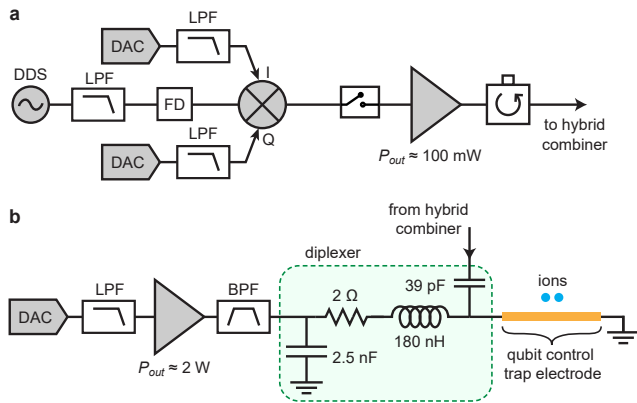 a
LPF
DAC
DDS
LPF
I
FD
Q
LPF
DAC
P_out ≈ 100 mW
to hybrid
combiner
b
from hybrid
combiner
diplexer
LPF
BPF
2 Ω
39 pF
ions
DAC
180 nH
2.5 nF
P_out ≈ 2 W
qubit control
trap electrode